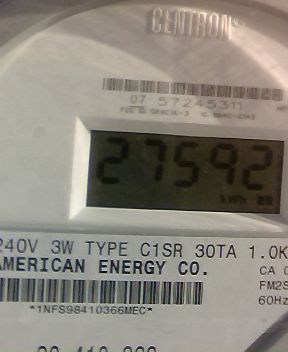 CENTRON®
07 57245311
27592
kWh
240V 3W TYPE C1SR 30TA 1.0K
AMERICAN ENERGY CO. CA 0
FM2S
*1NFS98410366MEC* 60Hz